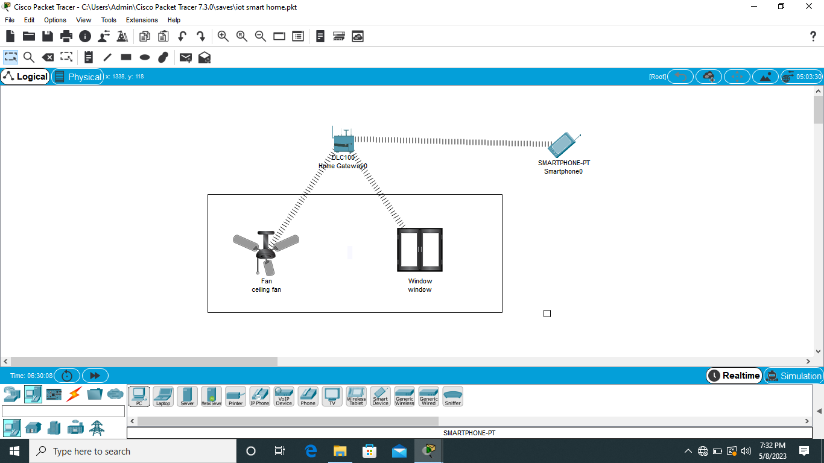 Cisco Packet Tracer - C:\Users\Admin\Cisco Packet Tracer 7.3.0\saves\iot smart home.pkt
File Edit Options View Tools Extensions Help
?
Logical Physical x: 1338, y: 118 [Root] 05:03:30
DLC100
Home Gateway0
SMARTPHONE-PT
Smartphone0
Fan
ceiling fan
Window
window
Time: 06:30:08 Realtime Simulation
PC Laptop Server Printer IP Phone VoIP Device Phone TV Wireless Tablet Smart Device Generic Wireless Generic Wired Sniffer
SMARTPHONE-PT
Type here to search
7:32 PM
5/8/2023